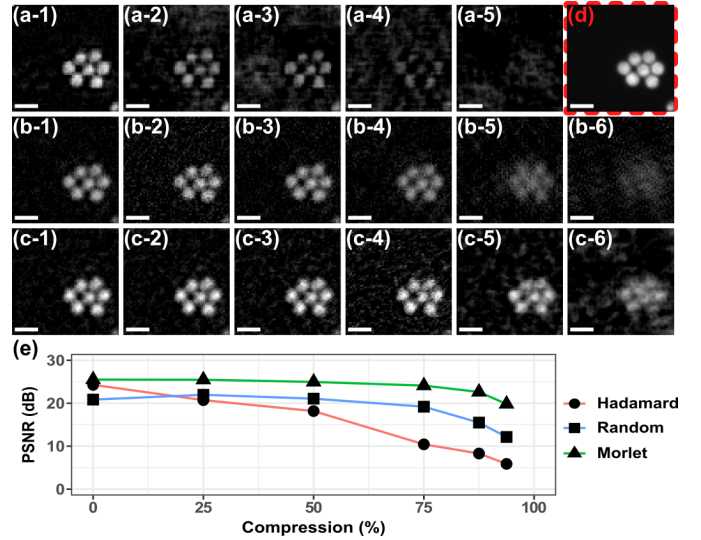 (a-1) (a-2) (a-3) (a-4) (a-5) (d)
(b-1) (b-2) (b-3) (b-4) (b-5) (b-6)
(c-1) (c-2) (c-3) (c-4) (c-5) (c-6)
(e)
30
20
10
0
PSNR (dB)
0 25 50 75 100
Compression (%)
Hadamard
Random
Morlet